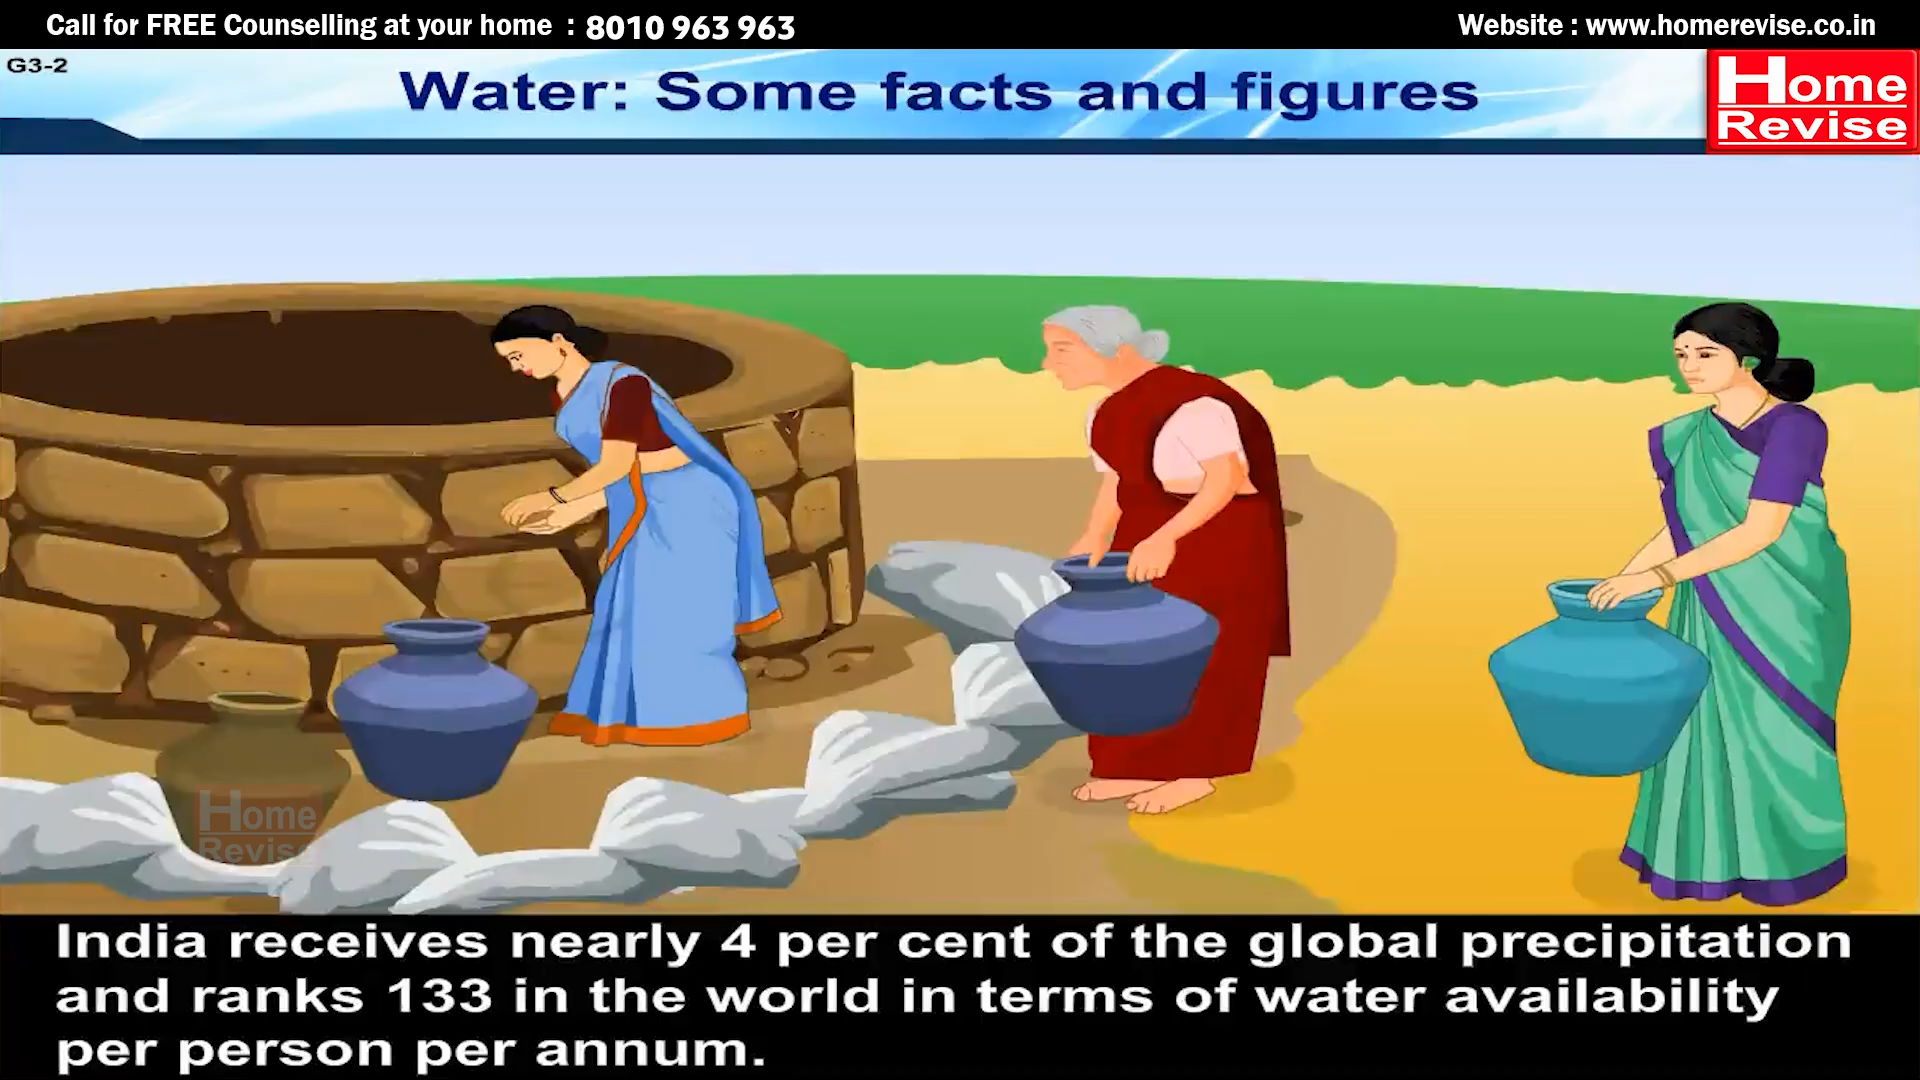 Call for FREE Counselling at your home : 8010 963 963
Website : www.homerevise.co.in
G3-2
Water: Some facts and figures
Home
Revise
Home
Revise
India receives nearly 4 per cent of the global precipitation
and ranks 133 in the world in terms of water availability
per person per annum.